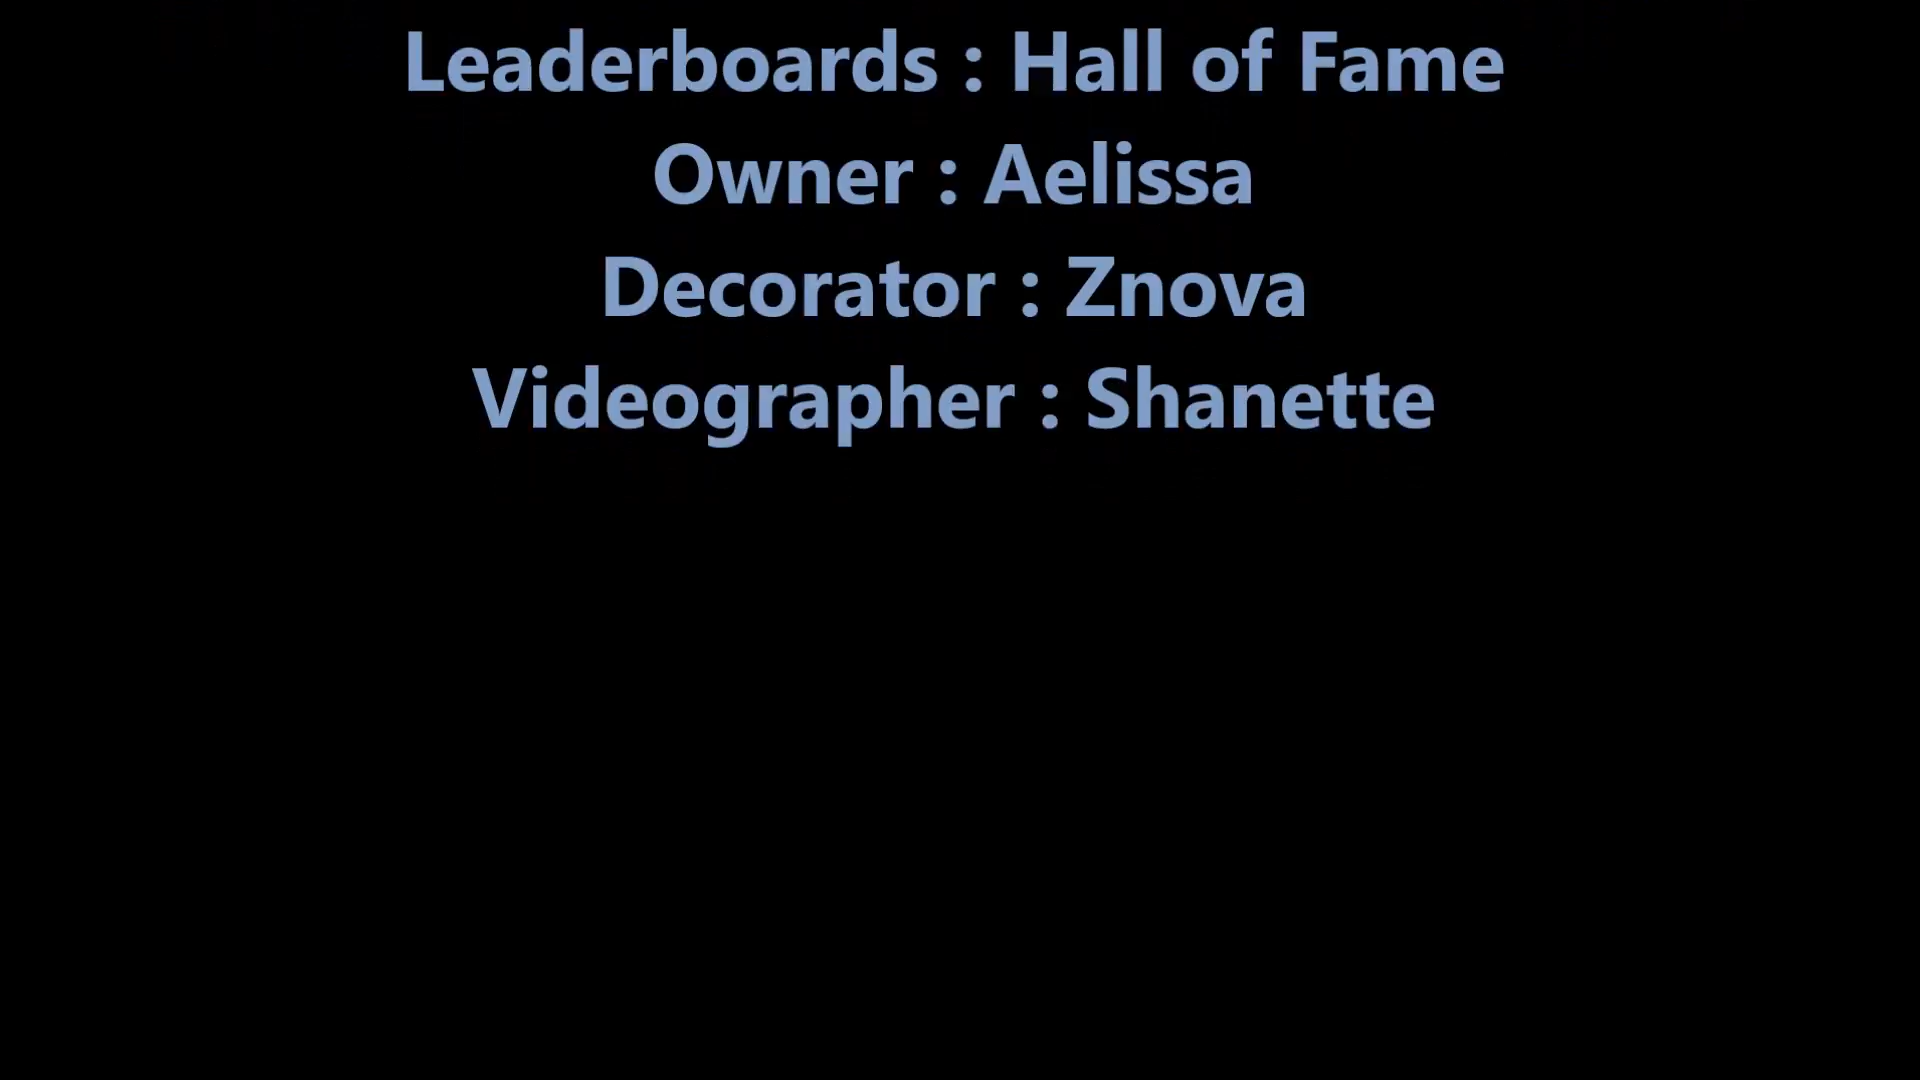 Leaderboards : Hall of Fame
Owner : Aelissa
Decorator : Znova
Videographer : Shanette